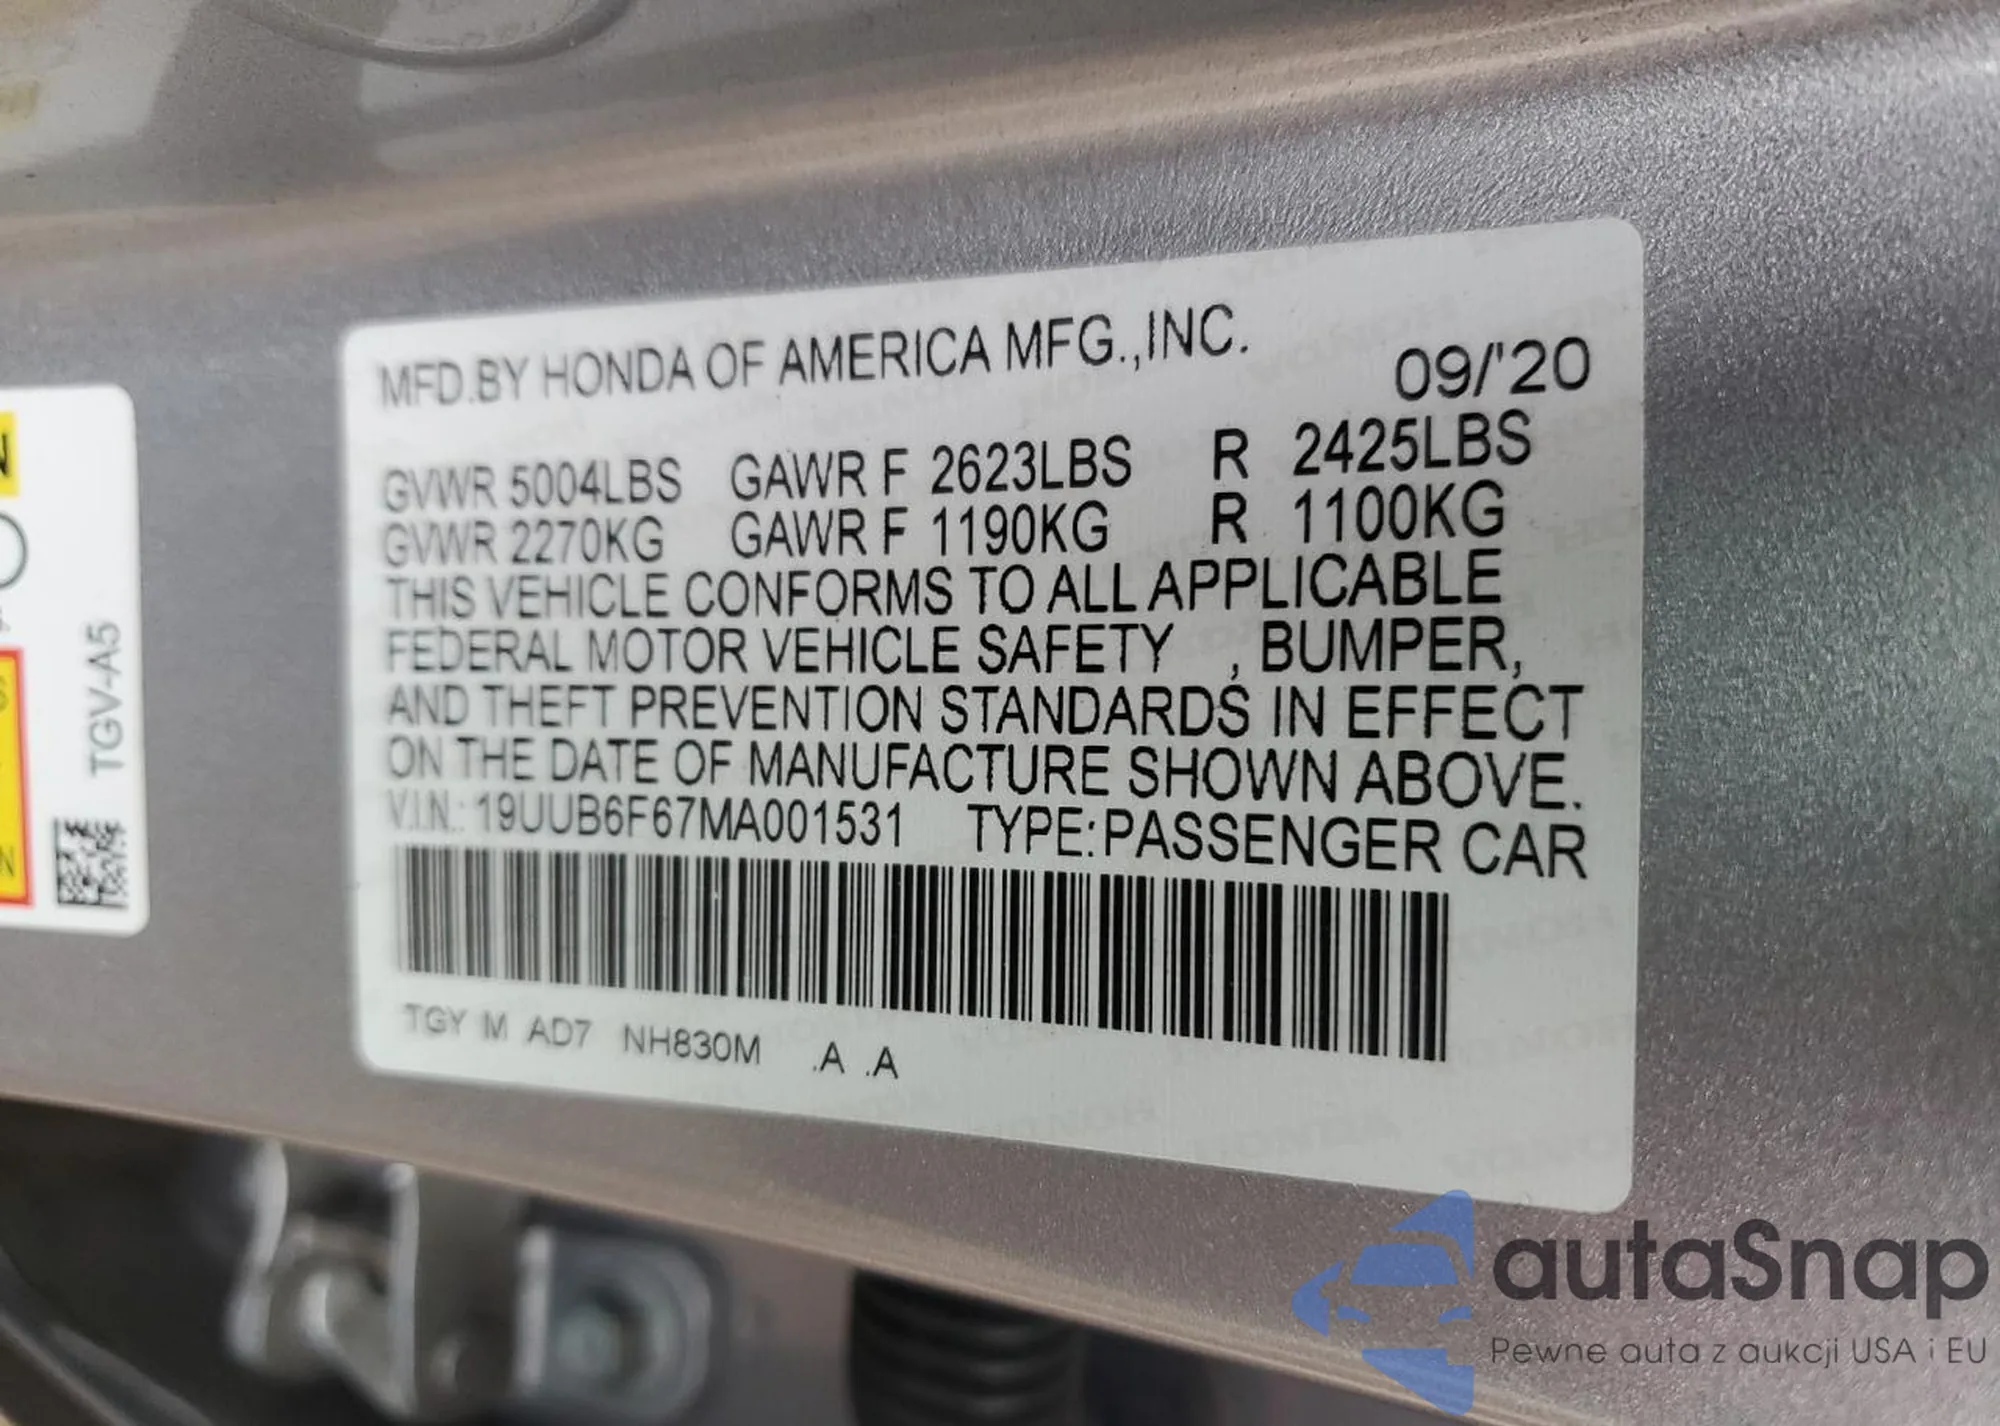 MFD.BY HONDA OF AMERICA MFG.,INC. 09/'20
GVWR 5004LBS GAWR F 2623LBS R 2425LBS
GVWR 2270KG GAWR F 1190KG R 1100KG
THIS VEHICLE CONFORMS TO ALL APPLICABLE
FEDERAL MOTOR VEHICLE SAFETY , BUMPER,
AND THEFT PREVENTION STANDARDS IN EFFECT
ON THE DATE OF MANUFACTURE SHOWN ABOVE.
V.I.N.: 19UUB6F67MA001531 TYPE:PASSENGER CAR
TGY M AD7 NH830M .A .A
TGV-A5
autaSnap
Pewne auta z aukcji USA i EU